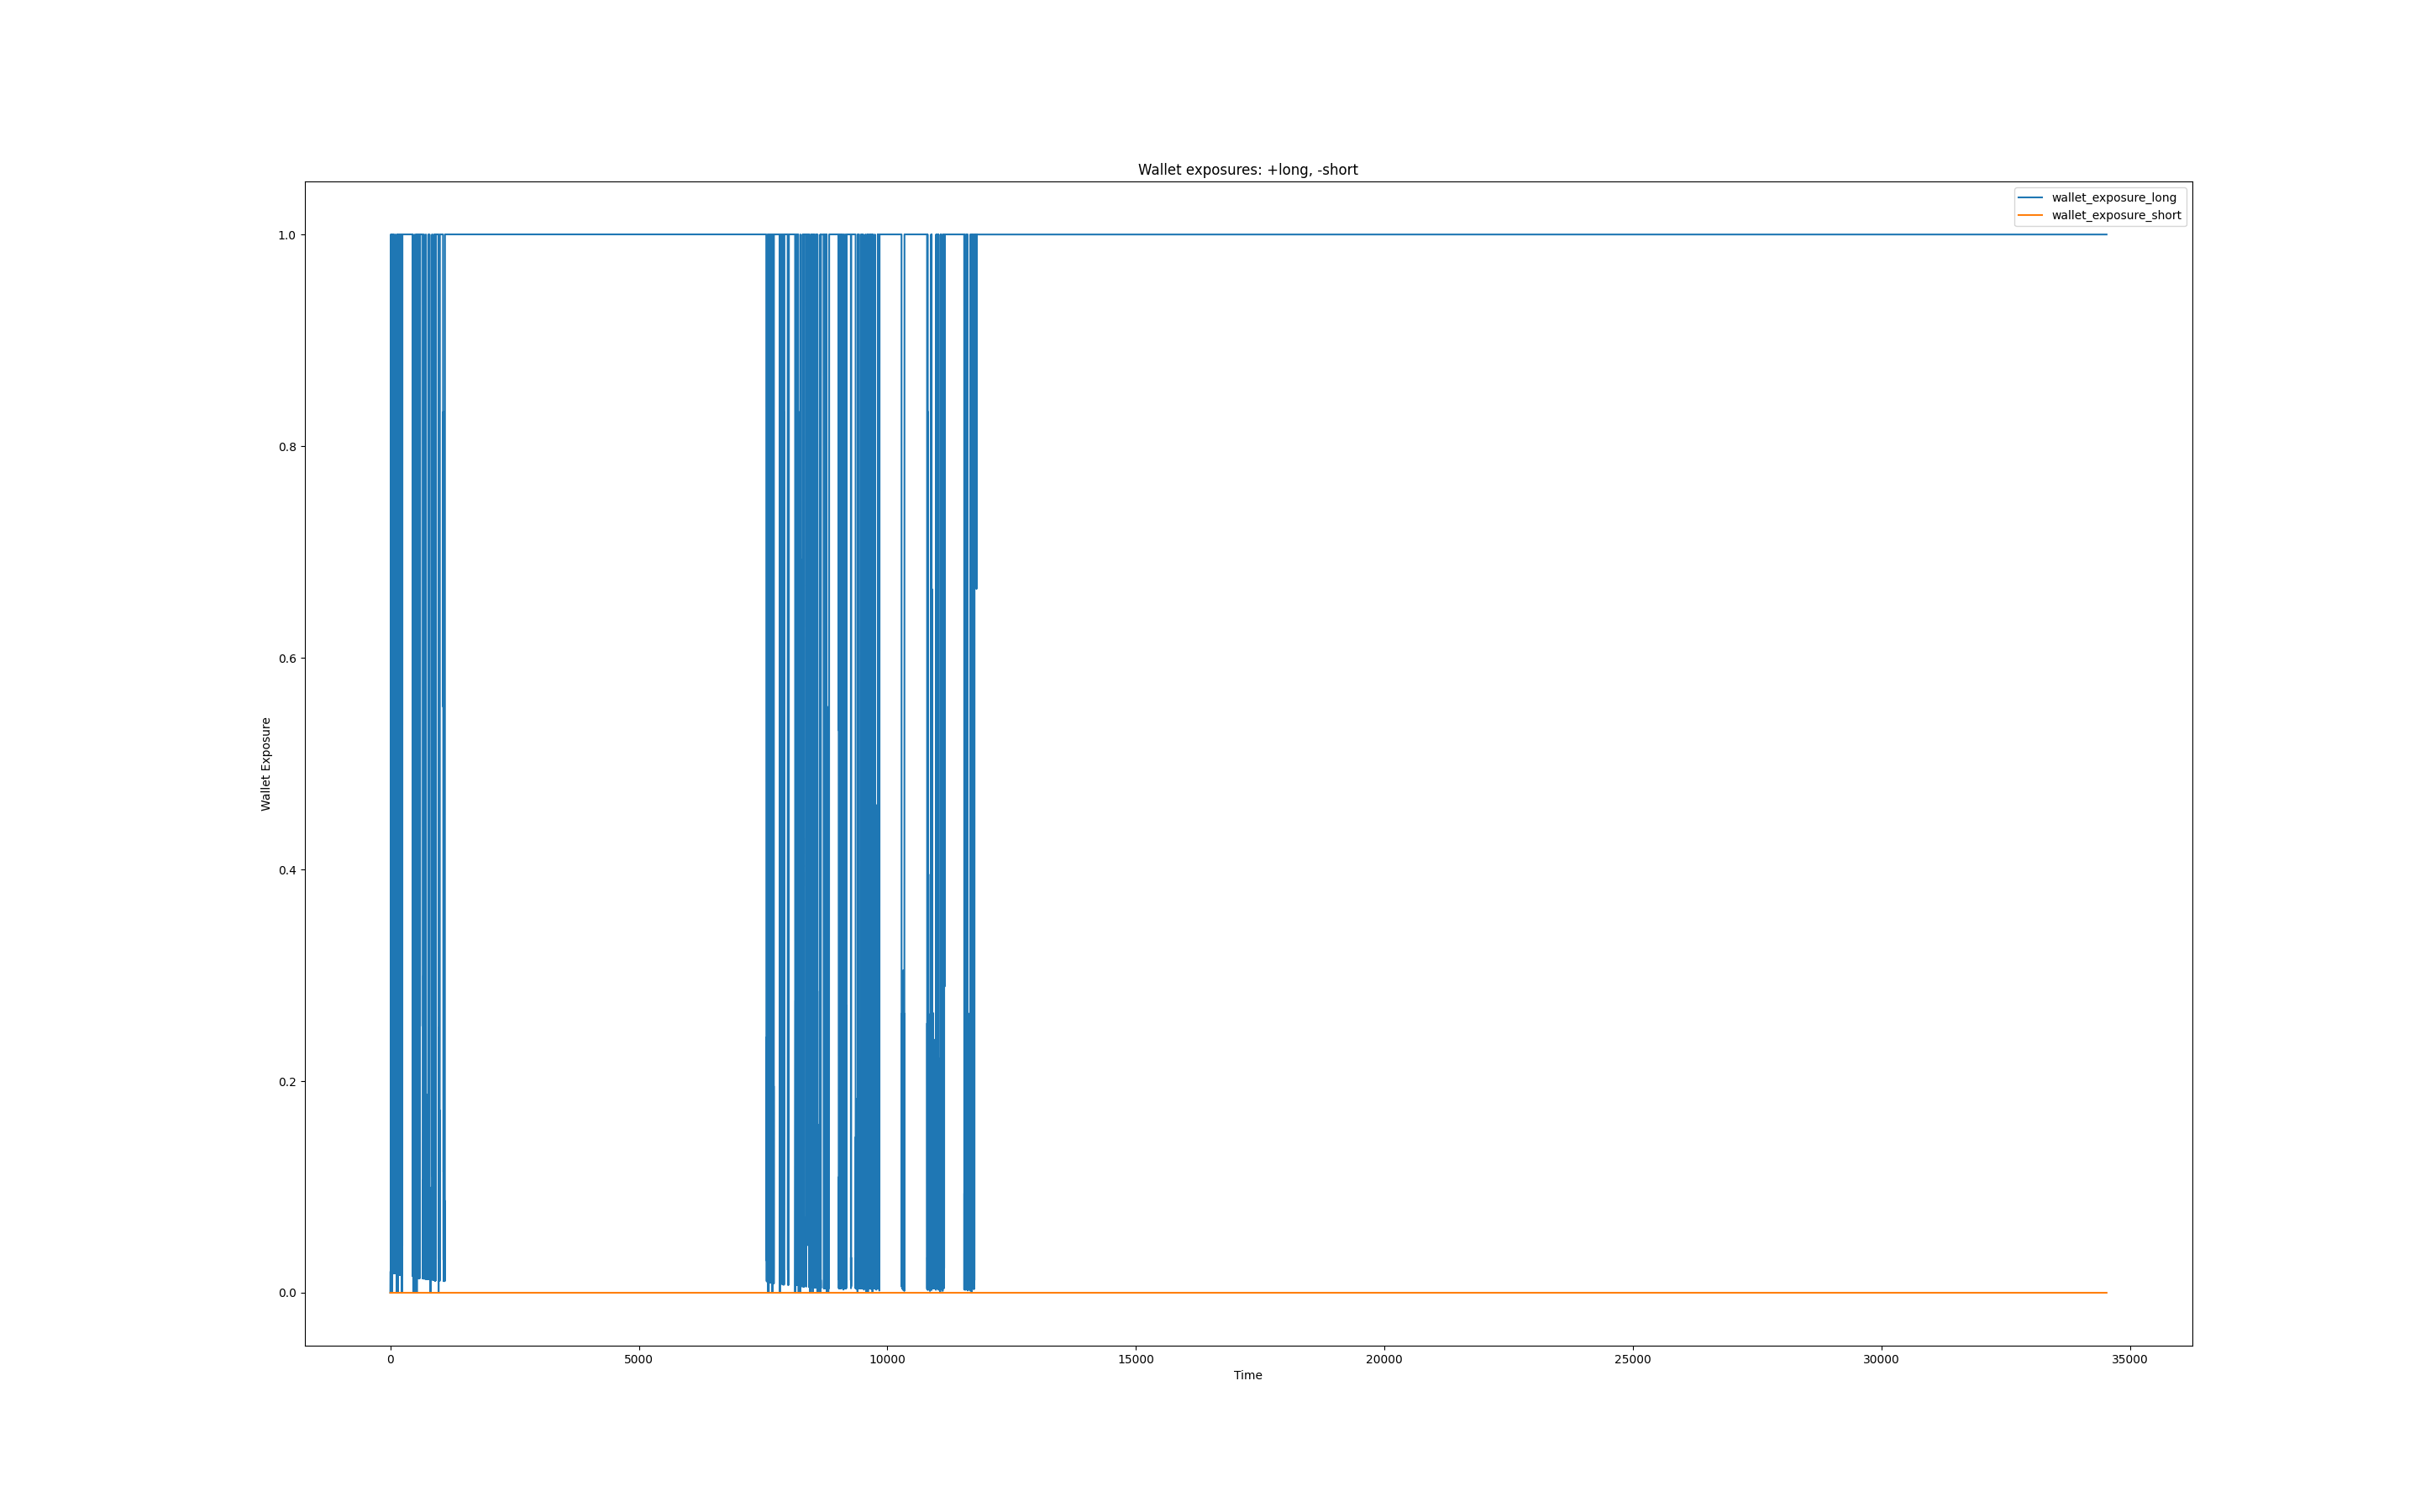 Wallet exposures: +long, -short
wallet_exposure_long
wallet_exposure_short
1.0
0.8
0.6
0.4
0.2
0.0
Wallet Exposure
0 5000 10000 15000 20000 25000 30000 35000
Time